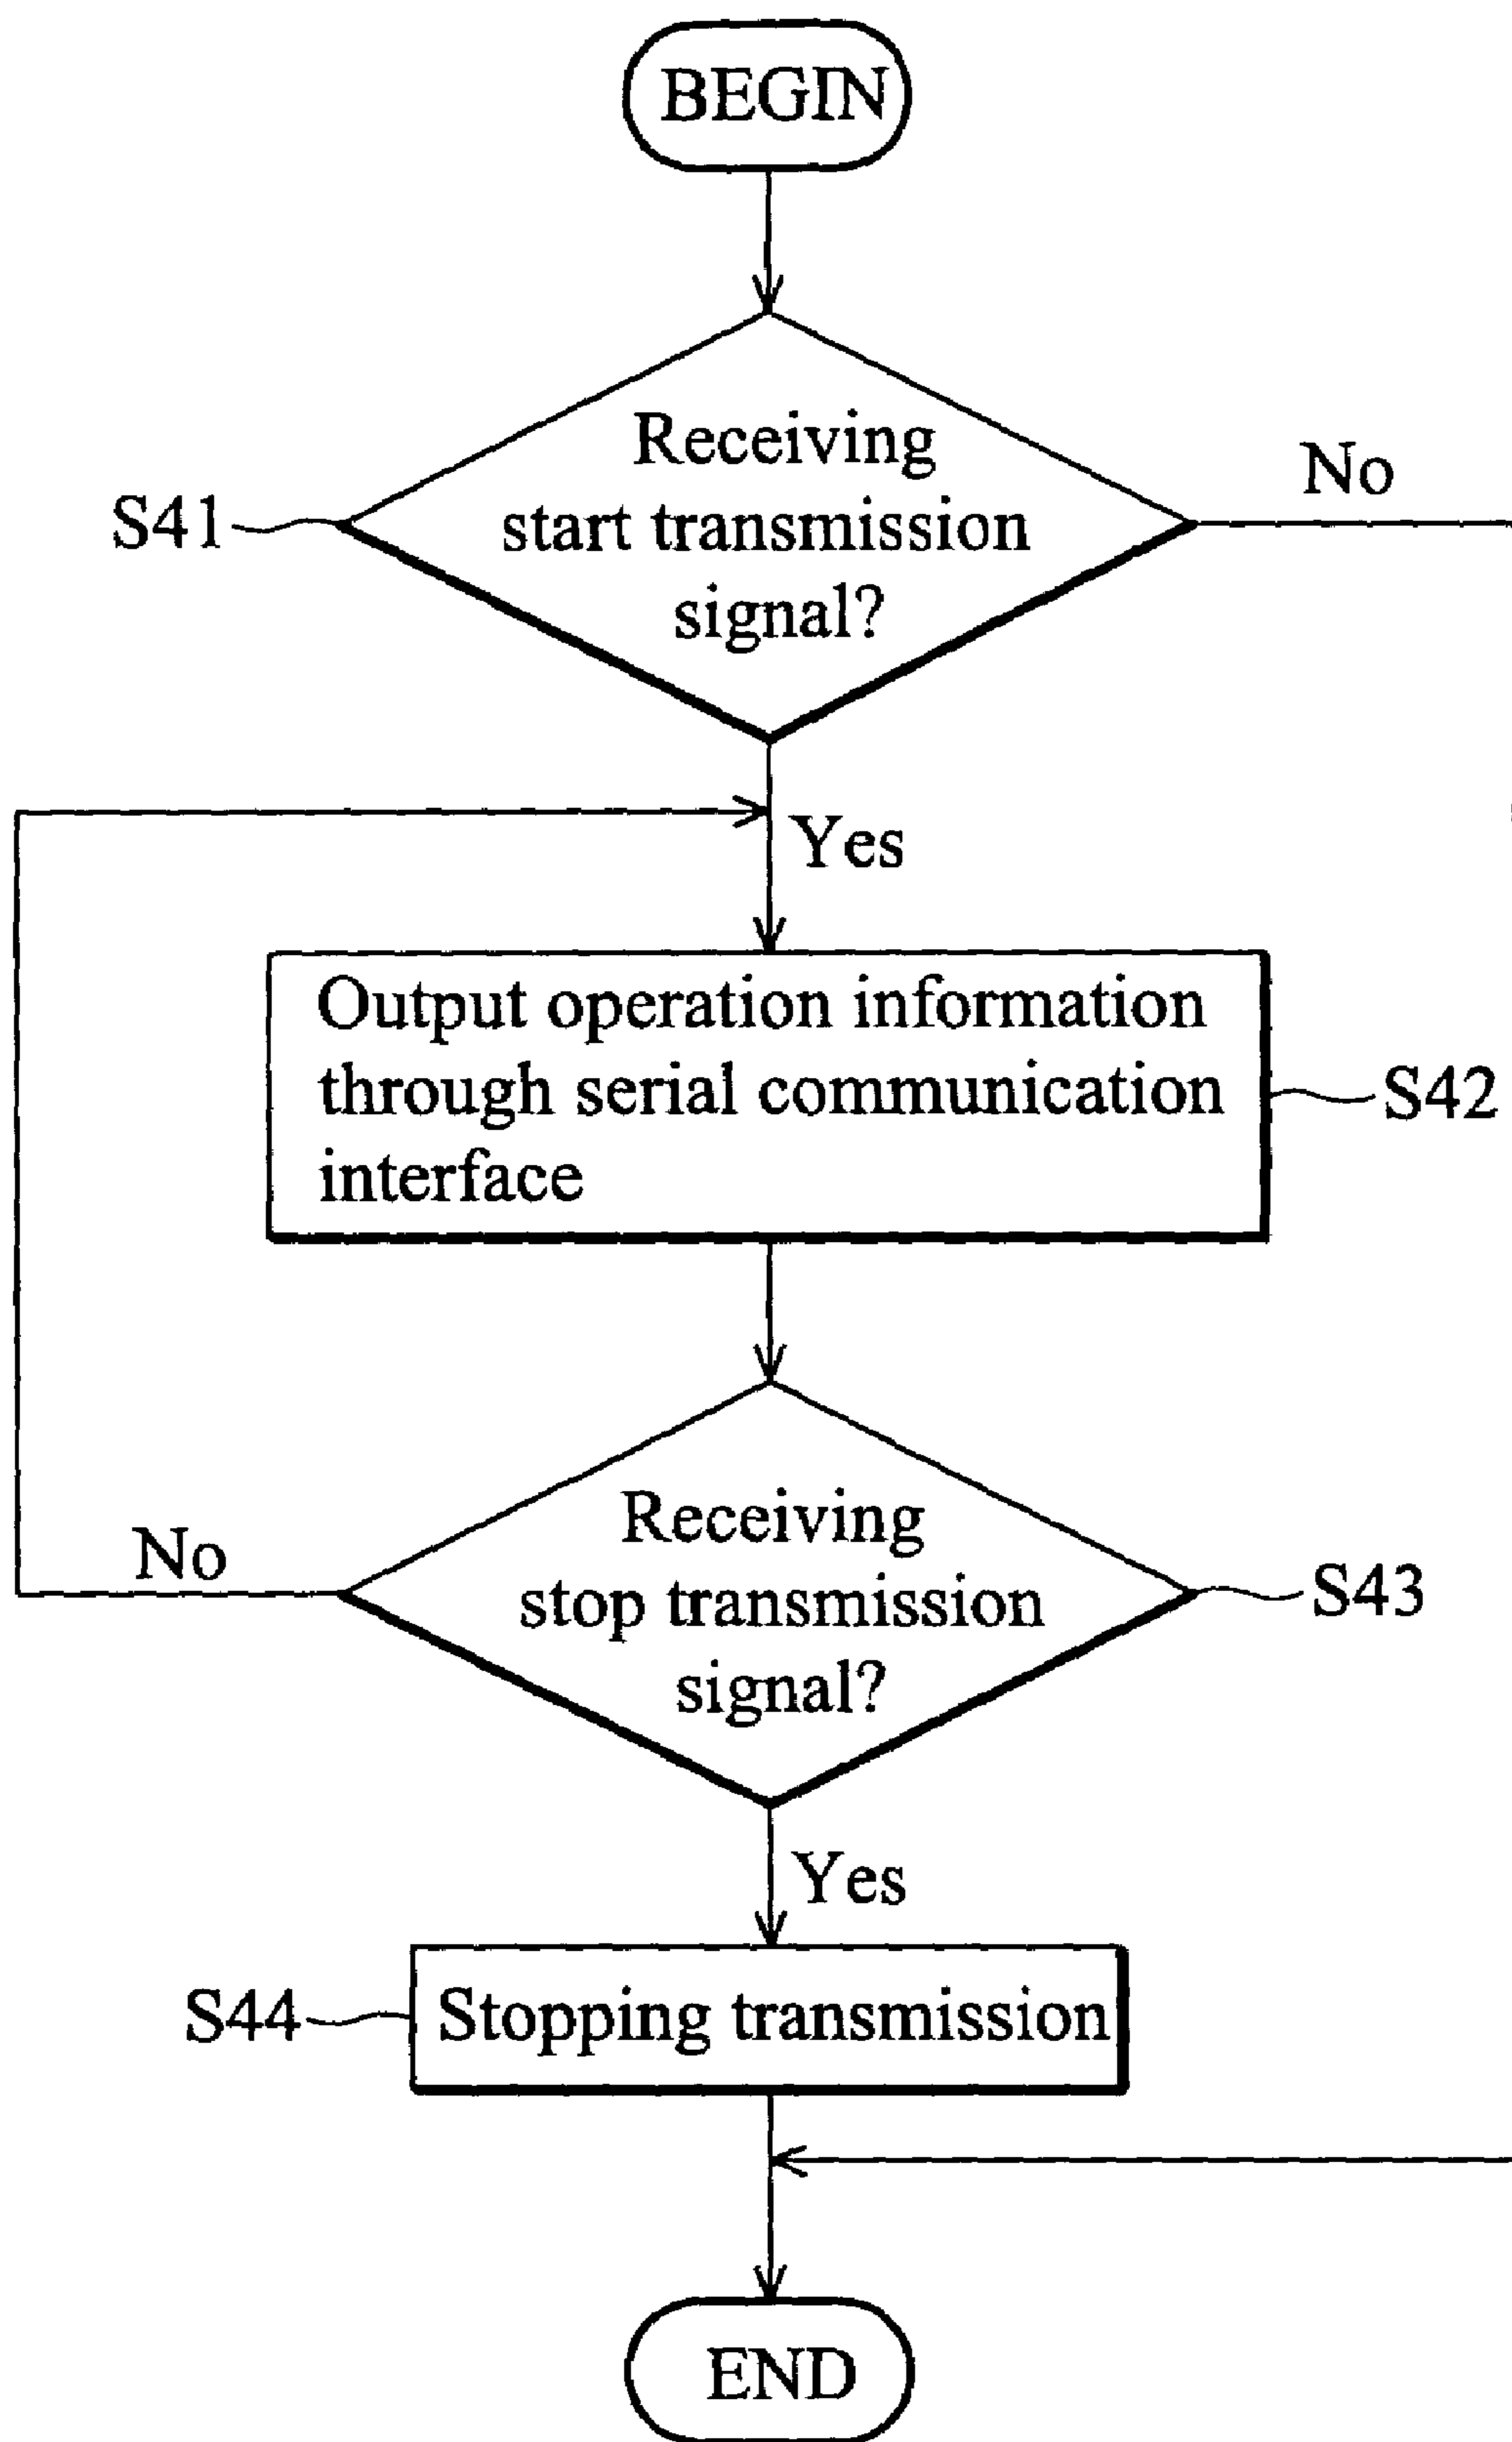 BEGIN
Receiving
start transmission
signal?
S41
No
Yes
Output operation information
through serial communication
interface
S42
Receiving
stop transmission
signal?
No
S43
Yes
S44
Stopping transmission
END